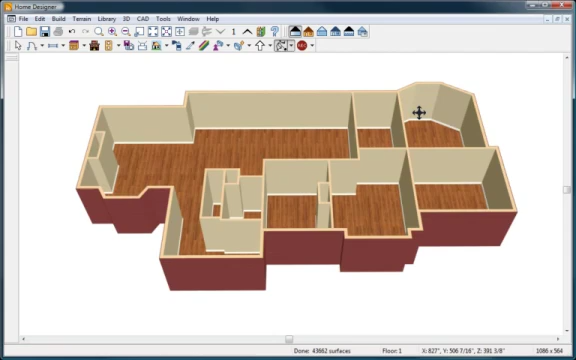 Home Designer
File Edit Build Terrain Library 3D CAD Tools Window Help
1
Done: 43662 surfaces Floor: 1 X: 827", Y: 506 7/16", Z: 391 3/8" 1086 x 564